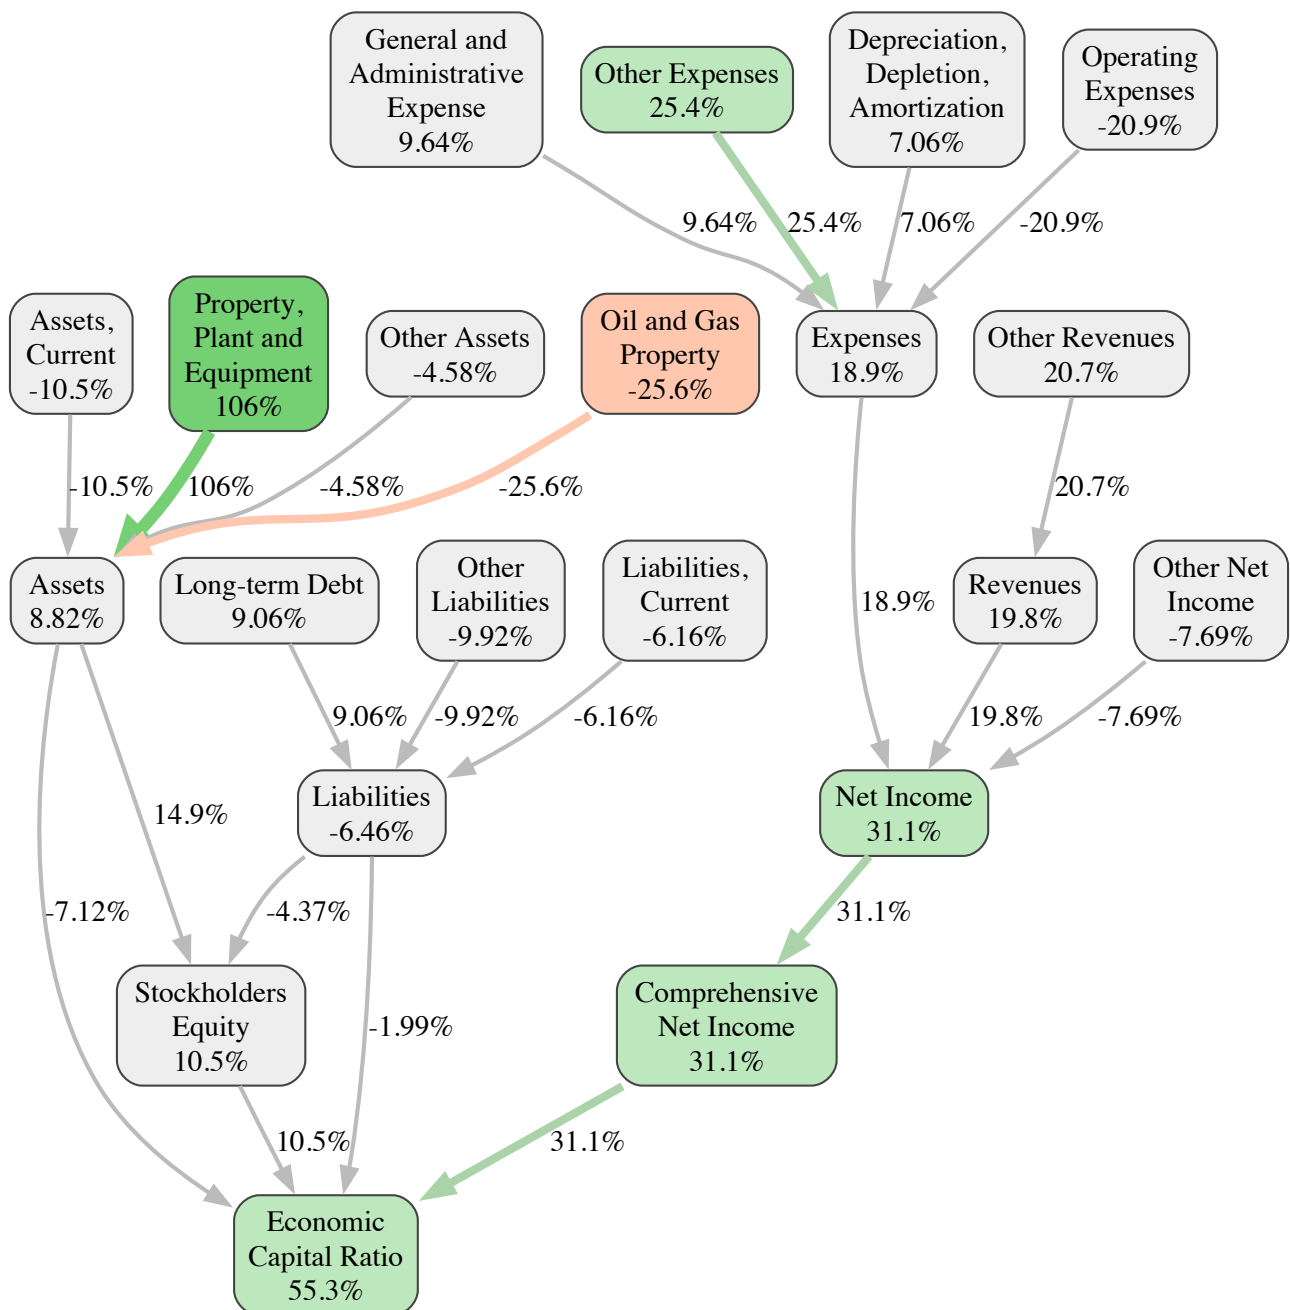 General and
Administrative
Expense
9.64%
Other Expenses
25.4%
Depreciation,
Depletion,
Amortization
7.06%
Operating
Expenses
-20.9%
9.64%
25.4%
7.06%
-20.9%
Assets,
Current
-10.5%
Property,
Plant and
Equipment
106%
Other Assets
-4.58%
Oil and Gas
Property
-25.6%
Expenses
18.9%
Other Revenues
20.7%
-10.5%
106%
-4.58%
-25.6%
20.7%
Assets
8.82%
Long-term Debt
9.06%
Other
Liabilities
-9.92%
Liabilities,
Current
-6.16%
18.9%
Revenues
19.8%
Other Net
Income
-7.69%
9.06%
-9.92%
-6.16%
19.8%
-7.69%
14.9%
Liabilities
-6.46%
Net Income
31.1%
-7.12%
-4.37%
31.1%
Stockholders
Equity
10.5%
-1.99%
Comprehensive
Net Income
31.1%
10.5%
31.1%
Economic
Capital Ratio
55.3%